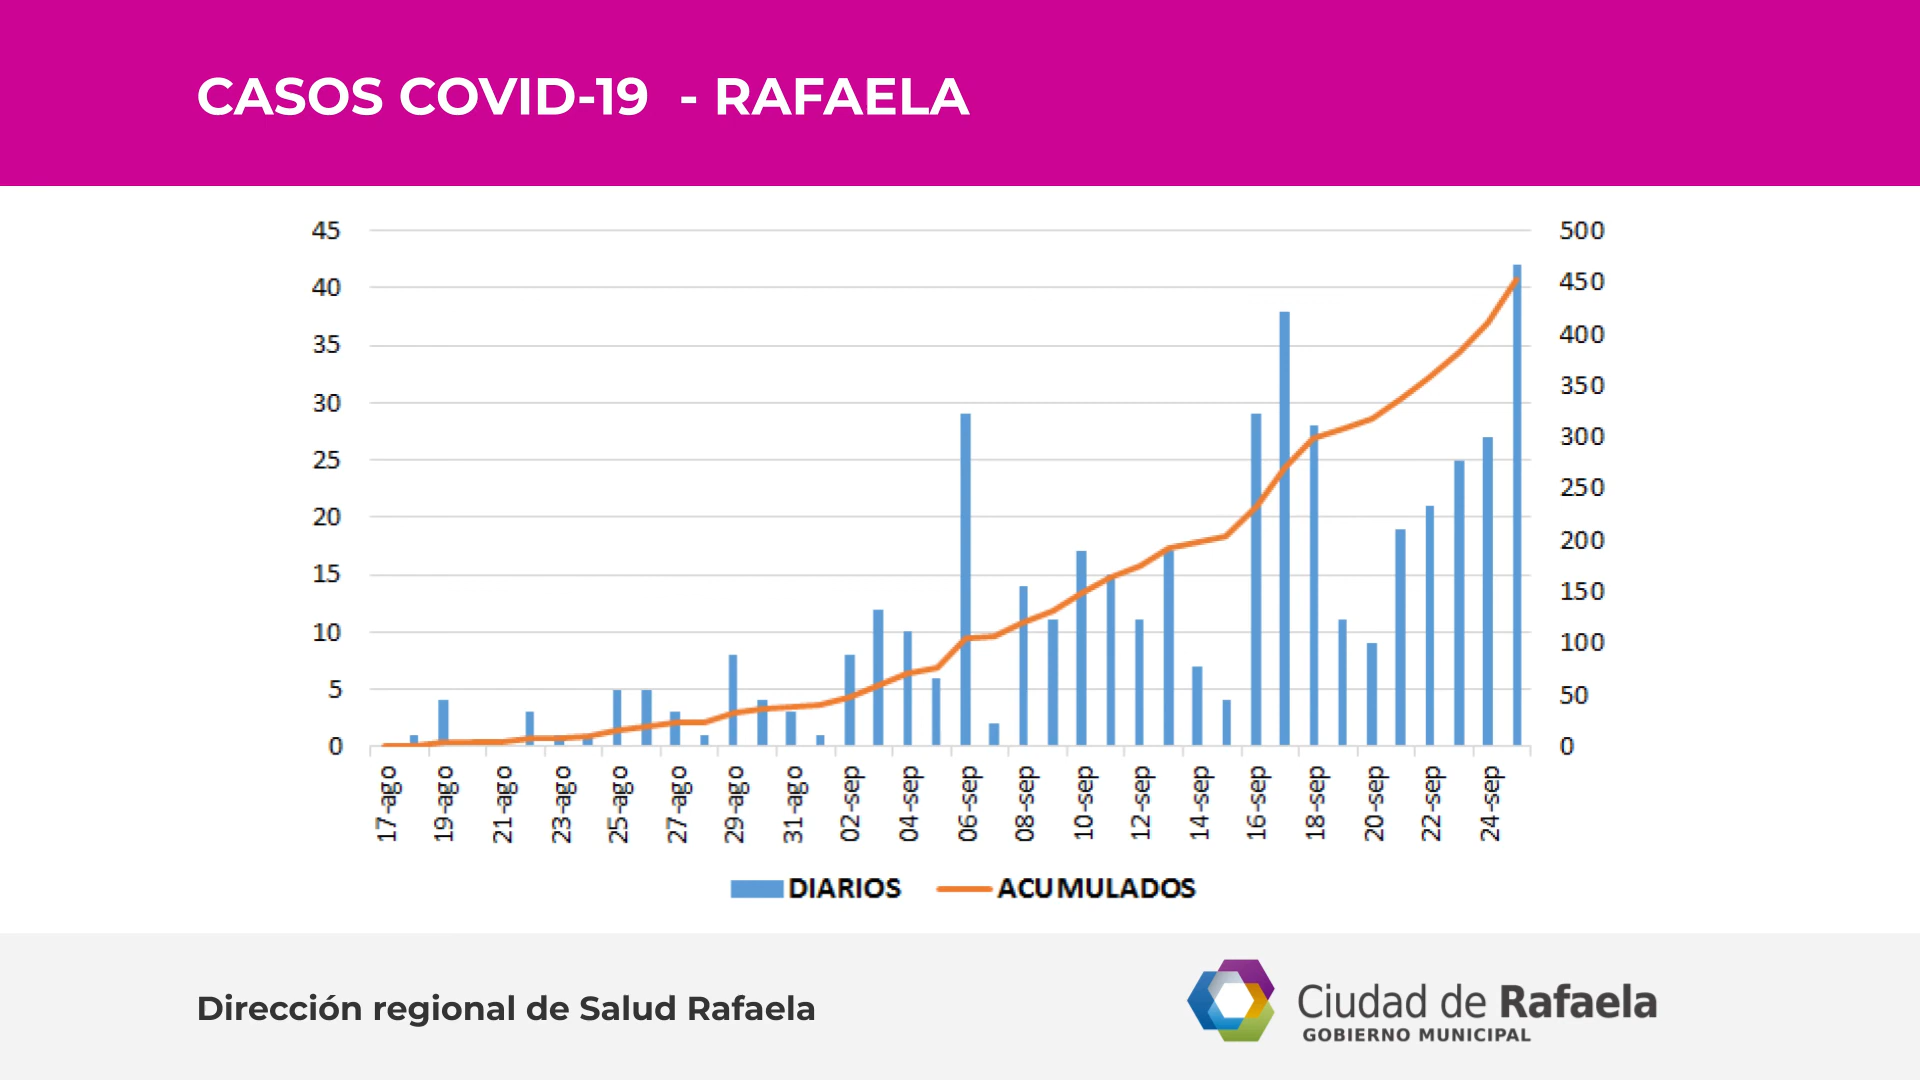 CASOS COVID-19 - RAFAELA
45
40
35
30
25
20
15
10
5
0
500
450
400
350
300
250
200
150
100
50
0
17-ago
19-ago
21-ago
23-ago
25-ago
27-ago
29-ago
31-ago
02-sep
04-sep
06-sep
08-sep
10-sep
12-sep
14-sep
16-sep
18-sep
20-sep
22-sep
24-sep
DIARIOS ACUMULADOS
Dirección regional de Salud Rafaela
Ciudad de Rafaela
GOBIERNO MUNICIPAL